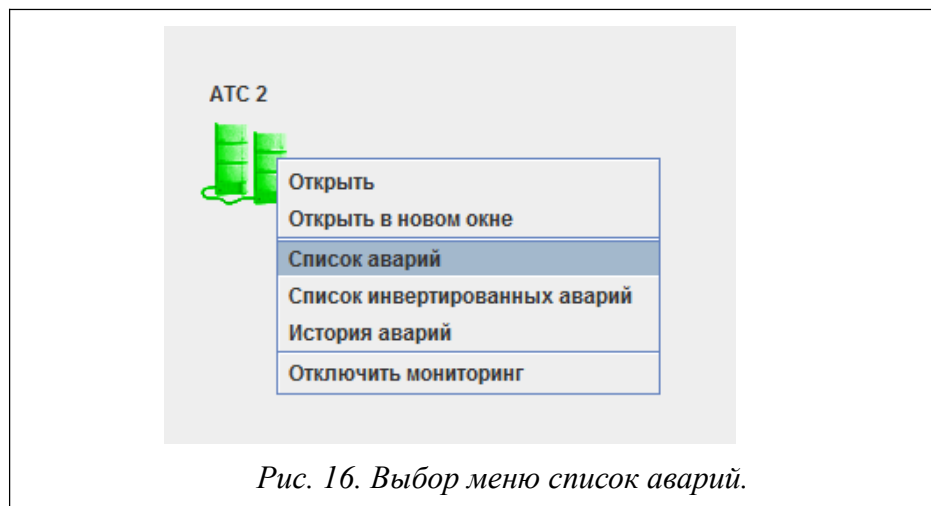 АТС 2
Открыть
Открыть в новом окне
Список аварий
Список инвертированных аварий
История аварий
Отключить мониторинг
Рис. 16. Выбор меню список аварий.